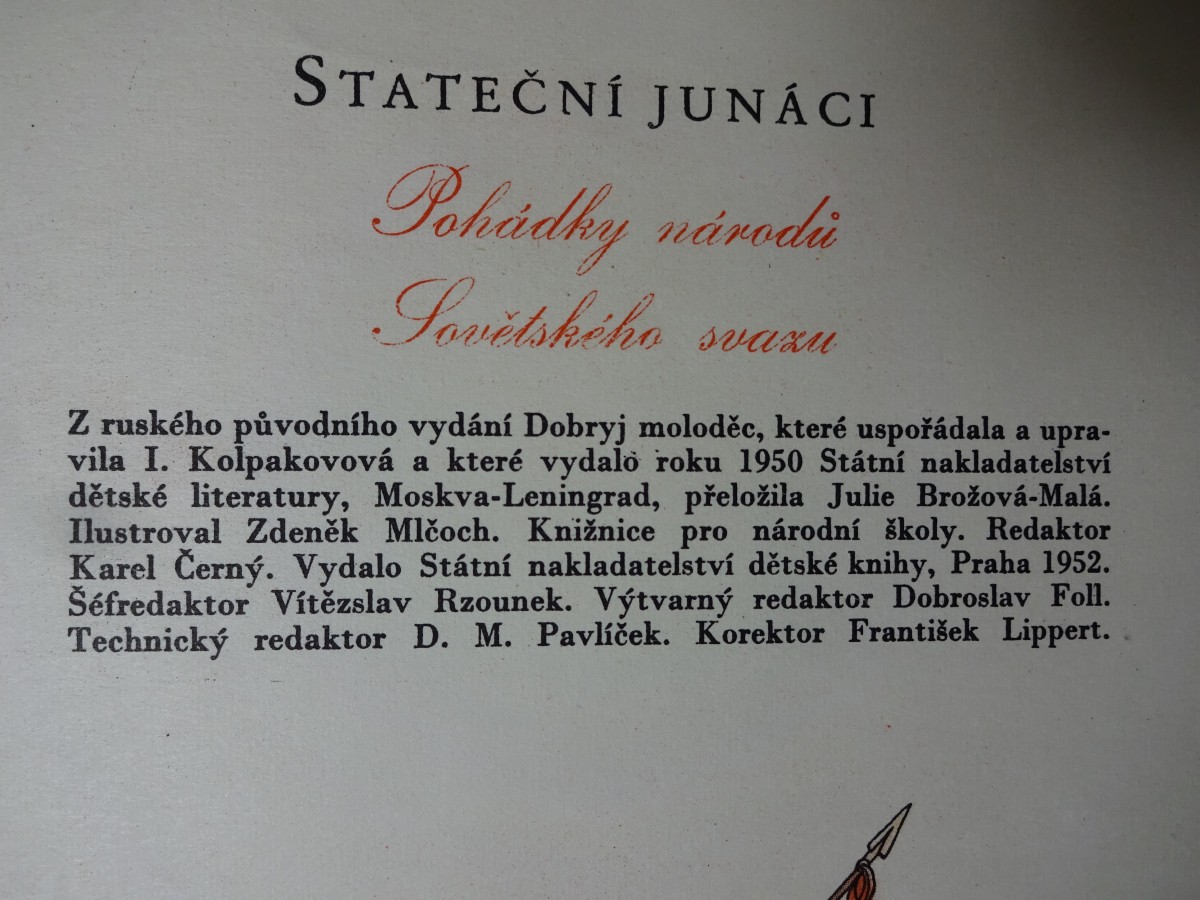 STATEČNÍ JUNÁCI
Pohádky národů
Sovětského svazu
Z ruského původního vydání Dobryj moloděc, které uspořádala a upra-
vila I. Kolpakovová a které vydalo roku 1950 Státní nakladatelství
dětské literatury, Moskva-Leningrad, přeložila Julie Brožová-Malá.
Ilustroval Zdeněk Mlčoch. Knižnice pro národní školy. Redaktor
Karel Černý. Vydalo Státní nakladatelství dětské knihy, Praha 1952.
Šéfredaktor Vítězslav Rzounek. Výtvarný redaktor Dobroslav Foll.
Technický redaktor D. M. Pavlíček. Korektor František Lippert.